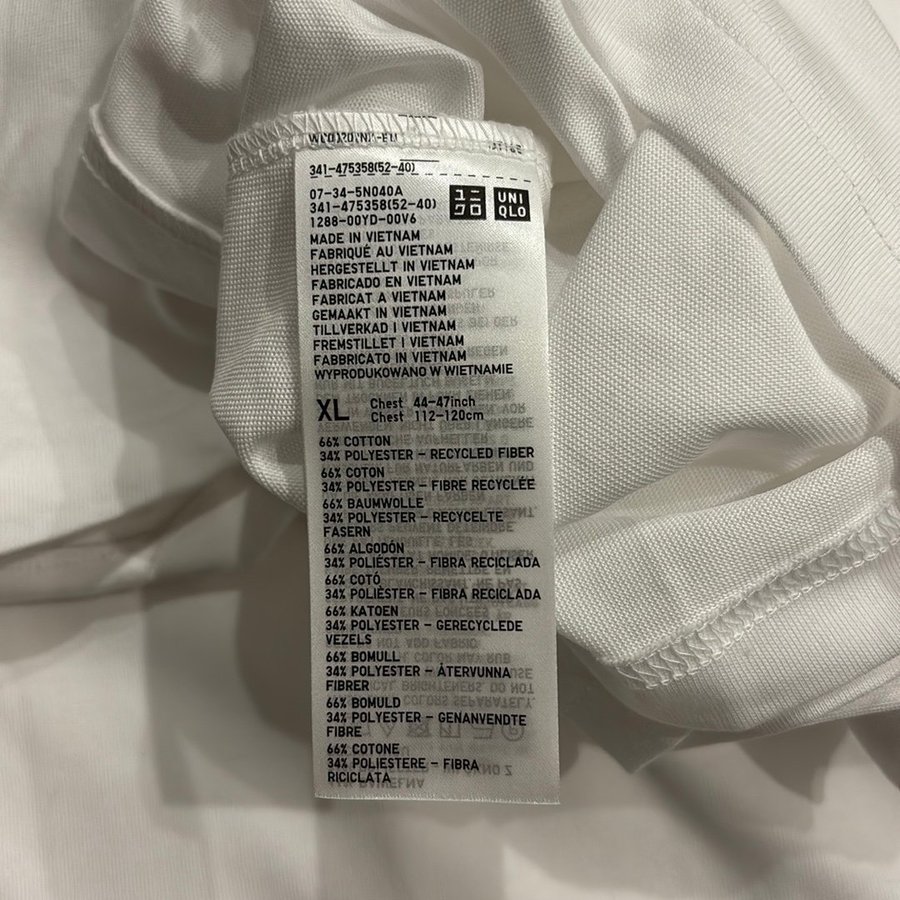 341-475358(52-40)
07-34-5N040A
341-475358(52-40)
1288-00YD-00V6
ユニ
クロ
UNI
QLO
MADE IN VIETNAM
FABRIQUÉ AU VIETNAM
HERGESTELLT IN VIETNAM
FABRICADO EN VIETNAM
FABRICAT A VIETNAM
GEMAAKT IN VIETNAM
TILLVERKAD I VIETNAM
FREMSTILLET I VIETNAM
FABBRICATO IN VIETNAM
WYPRODUKOWANO W WIETNAMIE
XL Chest 44-47inch
Chest 112-120cm
66% COTTON
34% POLYESTER - RECYCLED FIBER
66% COTON
34% POLYESTER - FIBRE RECYCLÉE
66% BAUMWOLLE
34% POLYESTER - RECYCELTE
FASERN
66% ALGODÓN
34% POLIÉSTER - FIBRA RECICLADA
66% COTÓ
34% POLIÈSTER - FIBRA RECICLADA
66% KATOEN
34% POLYESTER - GERECYCLEDE
VEZELS
66% BOMULL
34% POLYESTER - ÅTERVUNNA
FIBRER
66% BOMULD
34% POLYESTER - GENANVENDTE
FIBRE
66% COTONE
34% POLIESTERE - FIBRA
RICICLATA